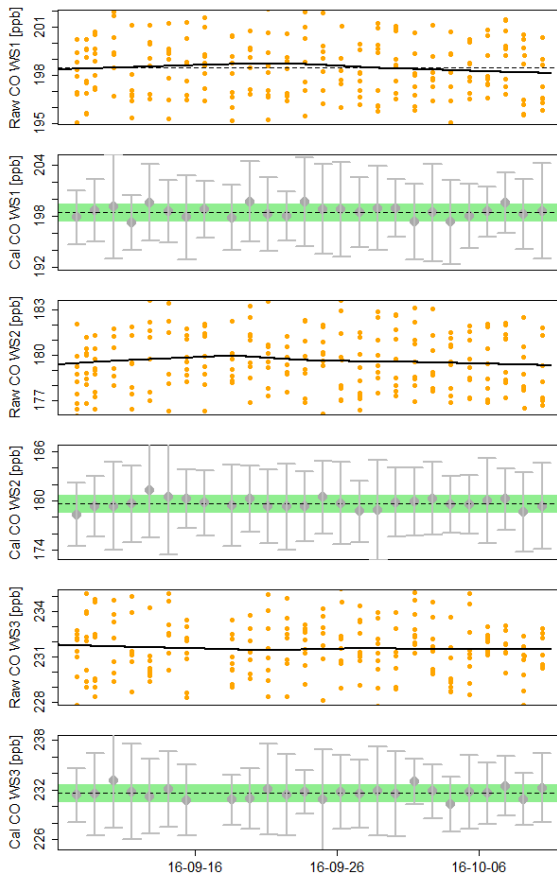 Raw CO WS1 [ppb]
201
198
195
Cal CO WS1 [ppb]
204
198
192
Raw CO WS2 [ppb]
183
180
177
Cal CO WS2 [ppb]
186
180
174
Raw CO WS3 [ppb]
234
231
228
Cal CO WS3 [ppb]
238
232
226
16-09-16 16-09-26 16-10-06